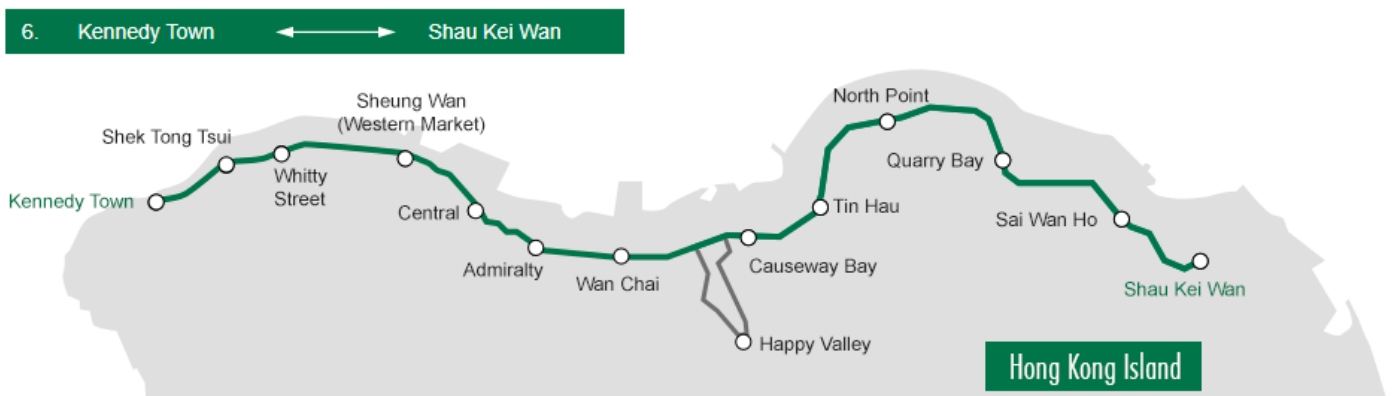 6. Kennedy Town Shau Kei Wan
Sheung Wan
(Western Market)
North Point
Shek Tong Tsui
Quarry Bay
Whitty
Street
Kennedy Town
Central
Tin Hau
Sai Wan Ho
Admiralty
Wan Chai
Causeway Bay
Shau Kei Wan
Happy Valley
Hong Kong Island